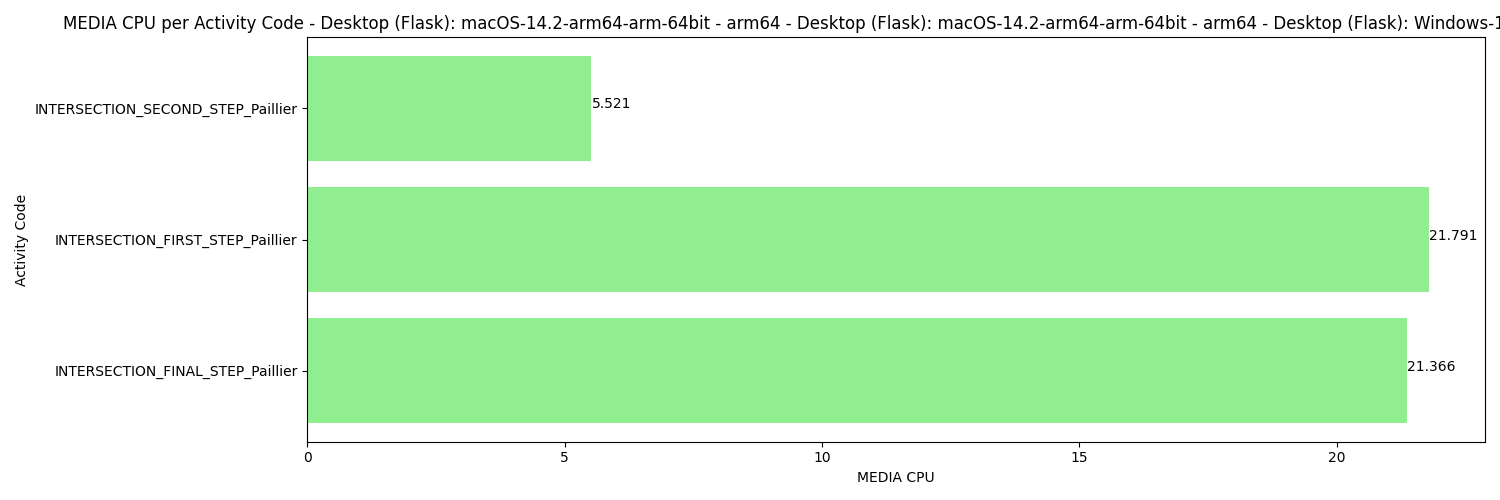 MEDIA CPU per Activity Code - Desktop (Flask): macOS-14.2-arm64-arm-64bit - arm64 - Desktop (Flask): macOS-14.2-arm64-arm-64bit - arm64 - Desktop (Flask): Windows-1
INTERSECTION_SECOND_STEP_Paillier
5.521
INTERSECTION_FIRST_STEP_Paillier
21.791
INTERSECTION_FINAL_STEP_Paillier
21.366
Activity Code
0 5 10 15 20
MEDIA CPU